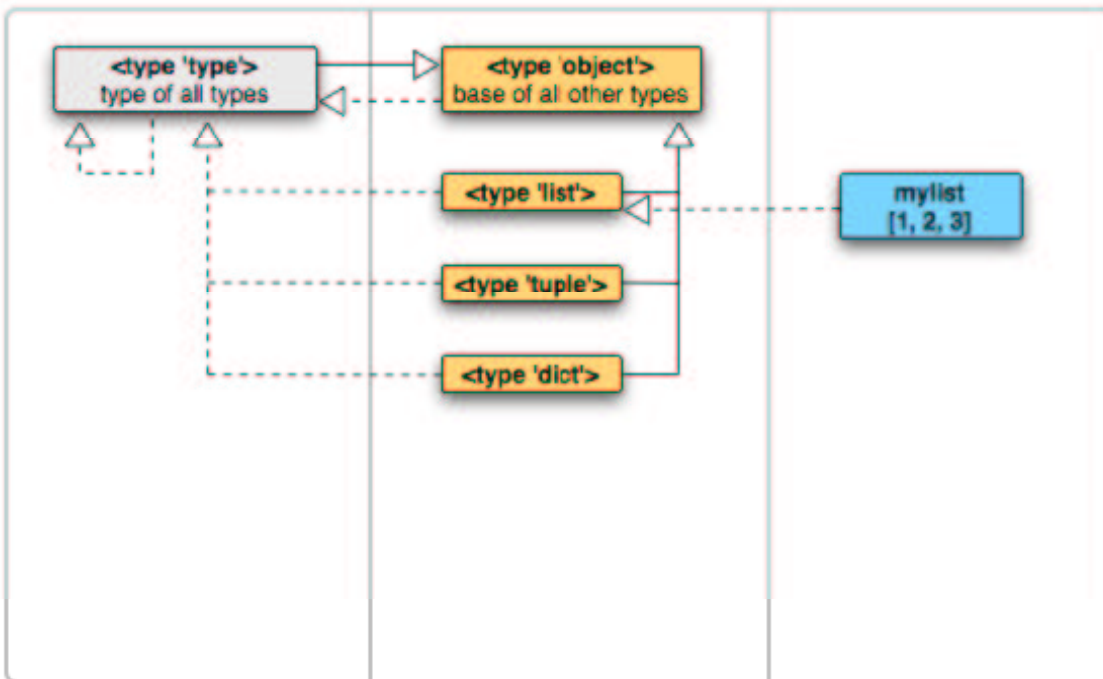 <type 'type'>
type of all types
<type 'object'>
base of all other types
<type 'list'>
mylist
[1, 2, 3]
<type 'tuple'>
<type 'dict'>